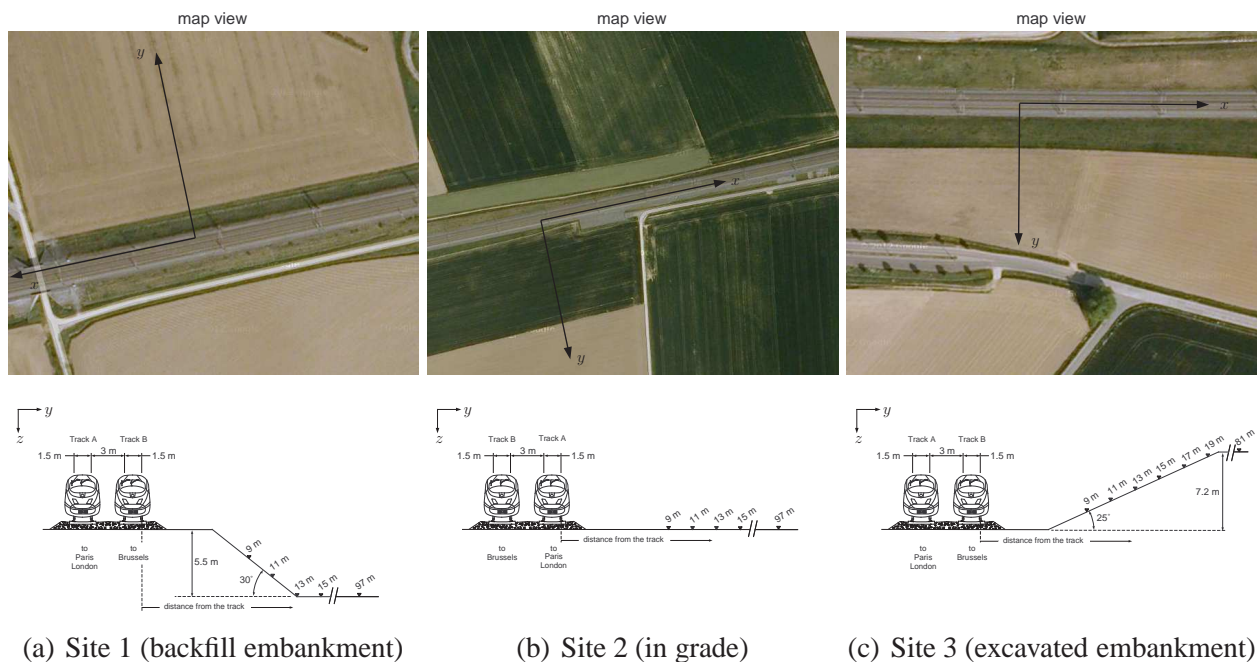 map view
y
x
y
z
Track A Track B
1.5 m 3 m 1.5 m
9 m
11 m
5.5 m
30°
13 m 15 m 97 m
to Paris London
to Brussels
distance from the track
(a) Site 1 (backfill embankment)
map view
x
y
y
z
Track B Track A
1.5 m 3 m 1.5 m
9 m 11 m 13 m 15 m 97 m
to Brussels
to Paris London
distance from the track
(b) Site 2 (in grade)
map view
x
y
y
z
Track A Track B
1.5 m 3 m 1.5 m
9 m 11 m 13 m 15 m 17 m 19 m 81 m
7.2 m
25°
to Paris London
to Brussels
distance from the track
(c) Site 3 (excavated embankment)